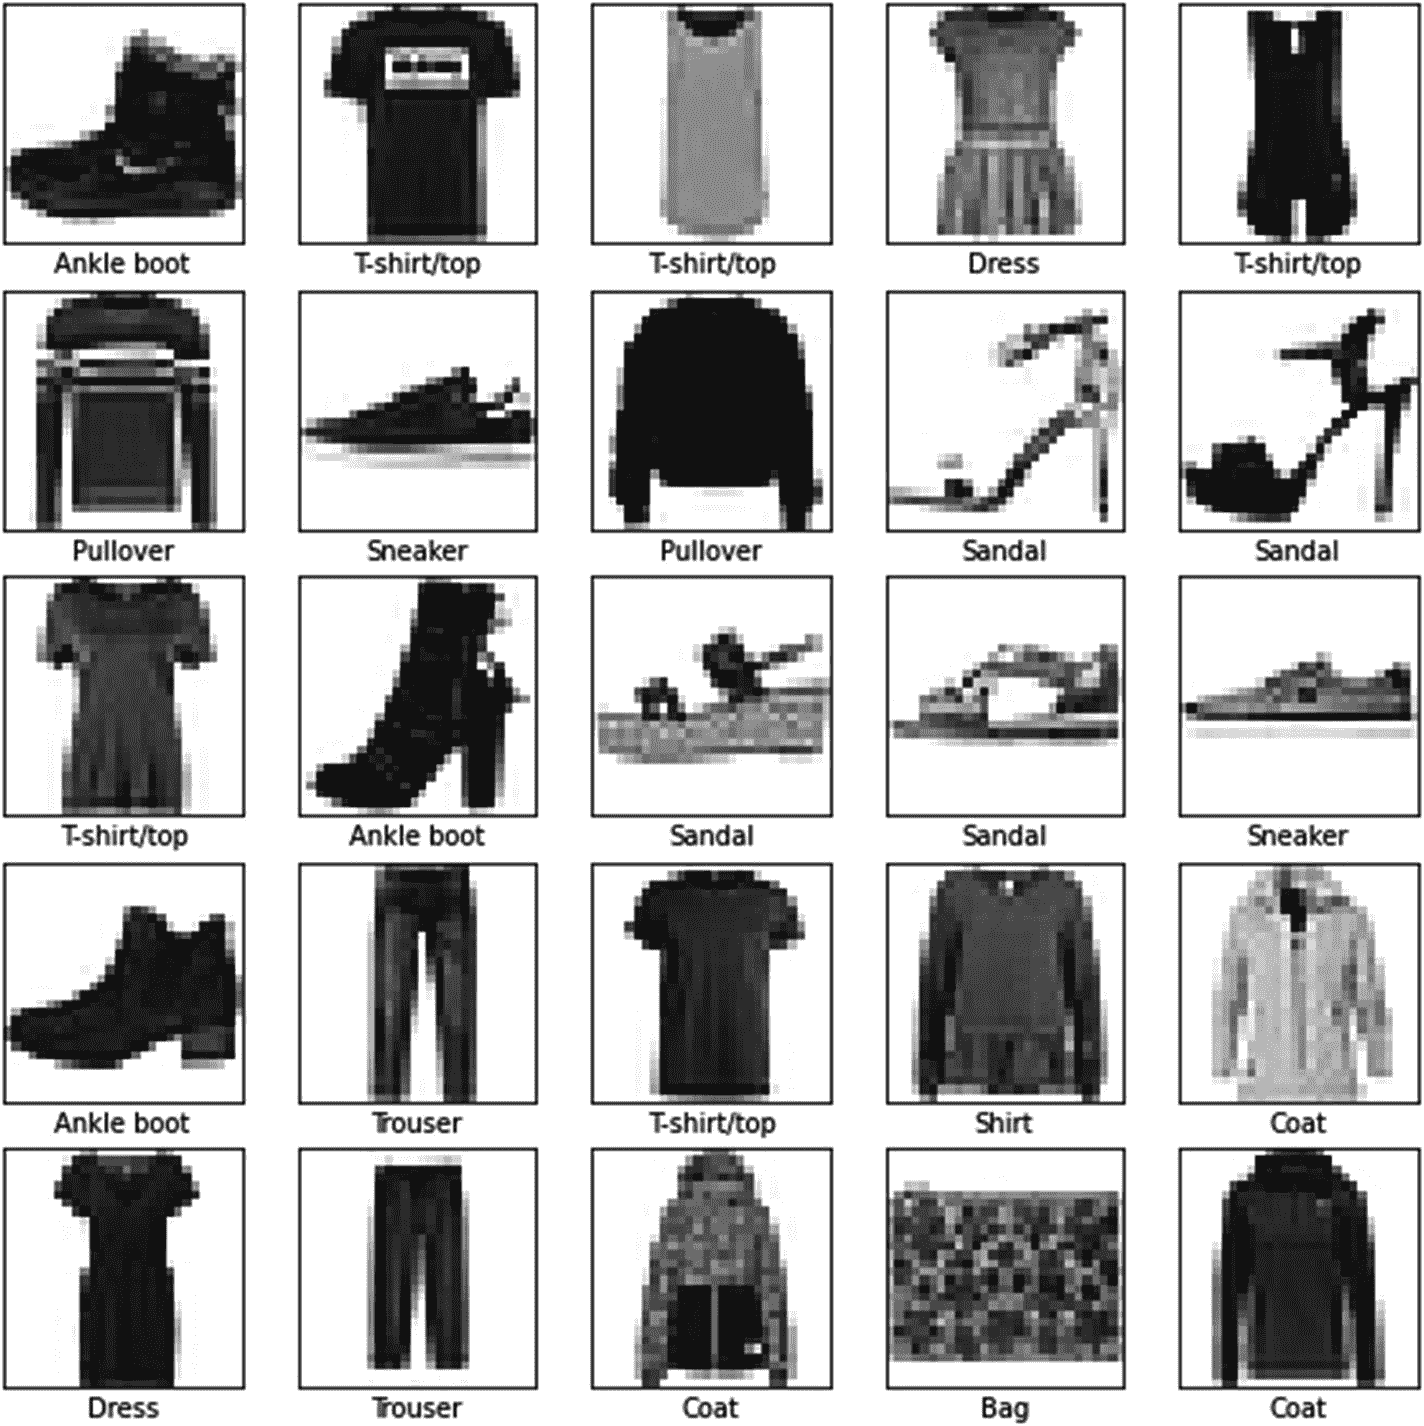 Ankle boot T-shirt/top T-shirt/top Dress T-shirt/top
Pullover Sneaker Pullover Sandal Sandal
T-shirt/top Ankle boot Sandal Sandal Sneaker
Ankle boot Trouser T-shirt/top Shirt Coat
Dress Trouser Coat Bag Coat